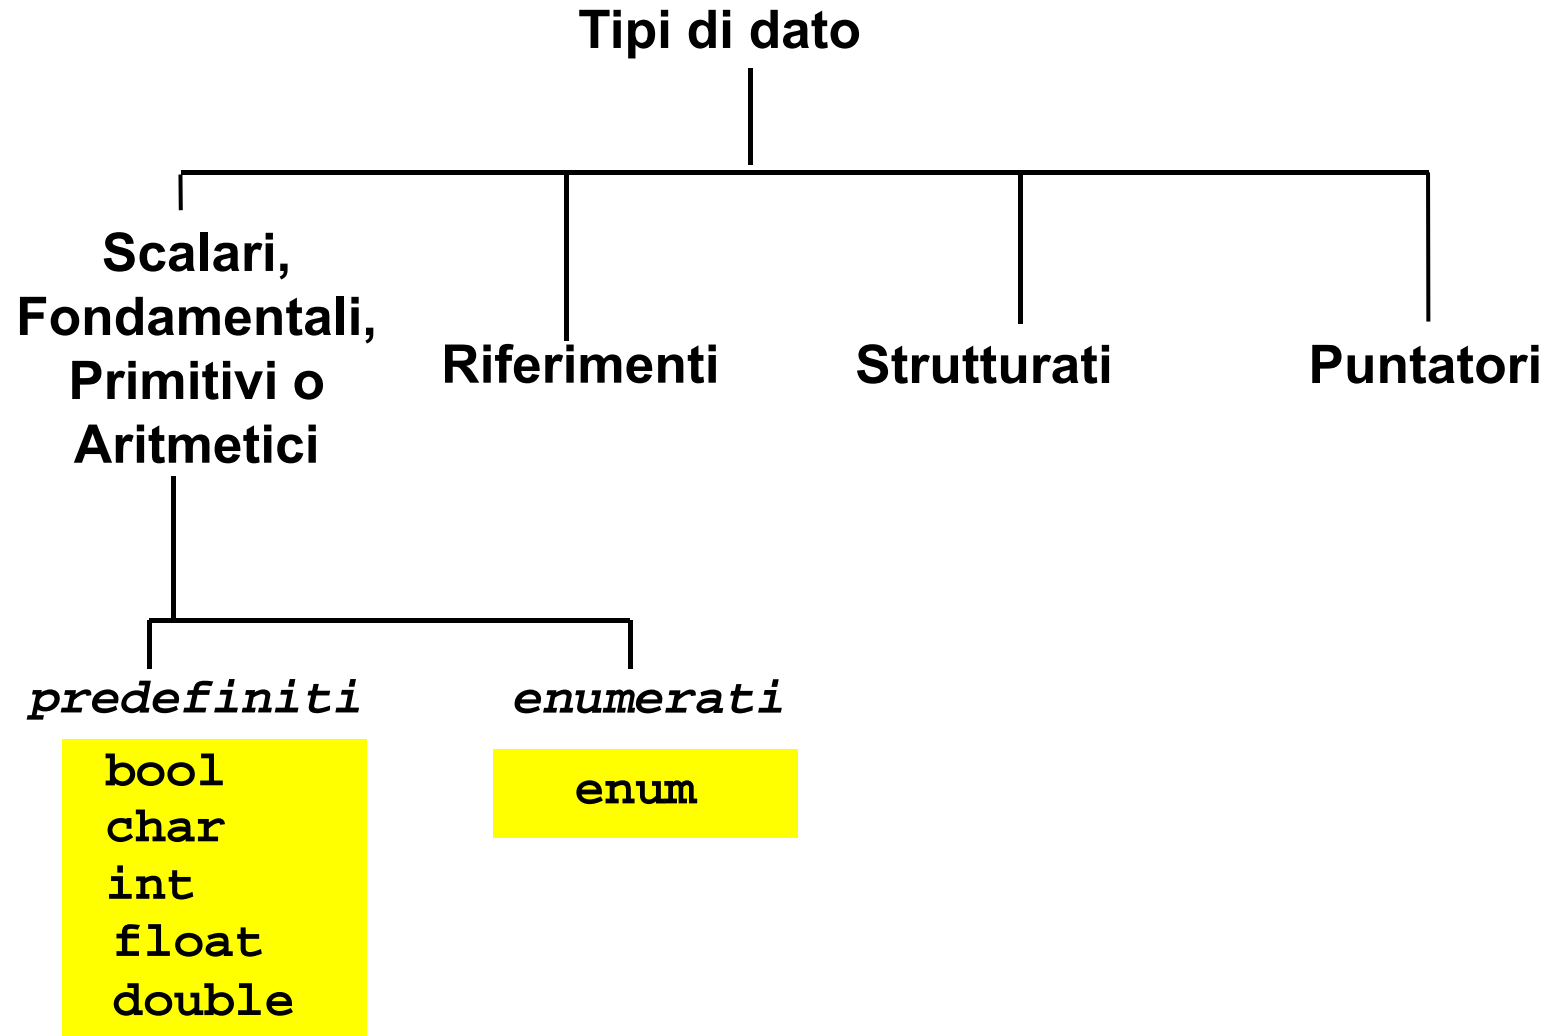 Tipi di dato
Scalari,
Fondamentali,
Primitivi o
Aritmetici
Riferimenti
Strutturati
Puntatori
predefiniti
bool
char
int
float
double
enumerati
enum